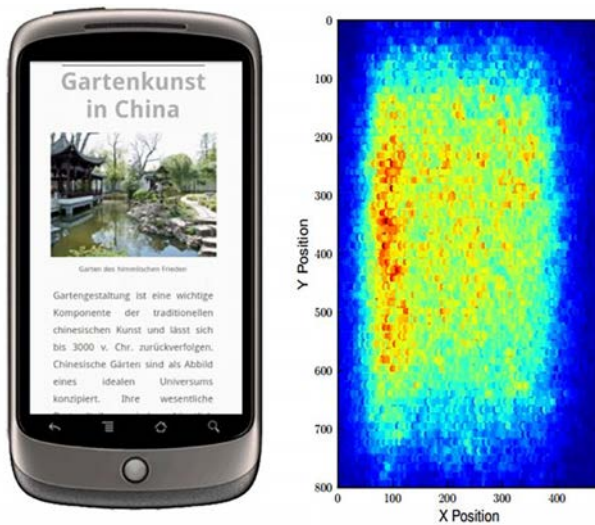 Gartenkunst
in China
Garten des himmlischen Frieden
Gartengestaltung ist eine wichtige
Komponente der traditionellen
chinesischen Kunst und lässt sich
bis 3000 v. Chr. zurückverfolgen.
Chinesische Gärten sind als Abbild
eines idealen Universums
konzipiert. Ihre wesentliche
0
100
200
300
400
500
600
700
800
Y Position
0
100
200
300
400
X Position